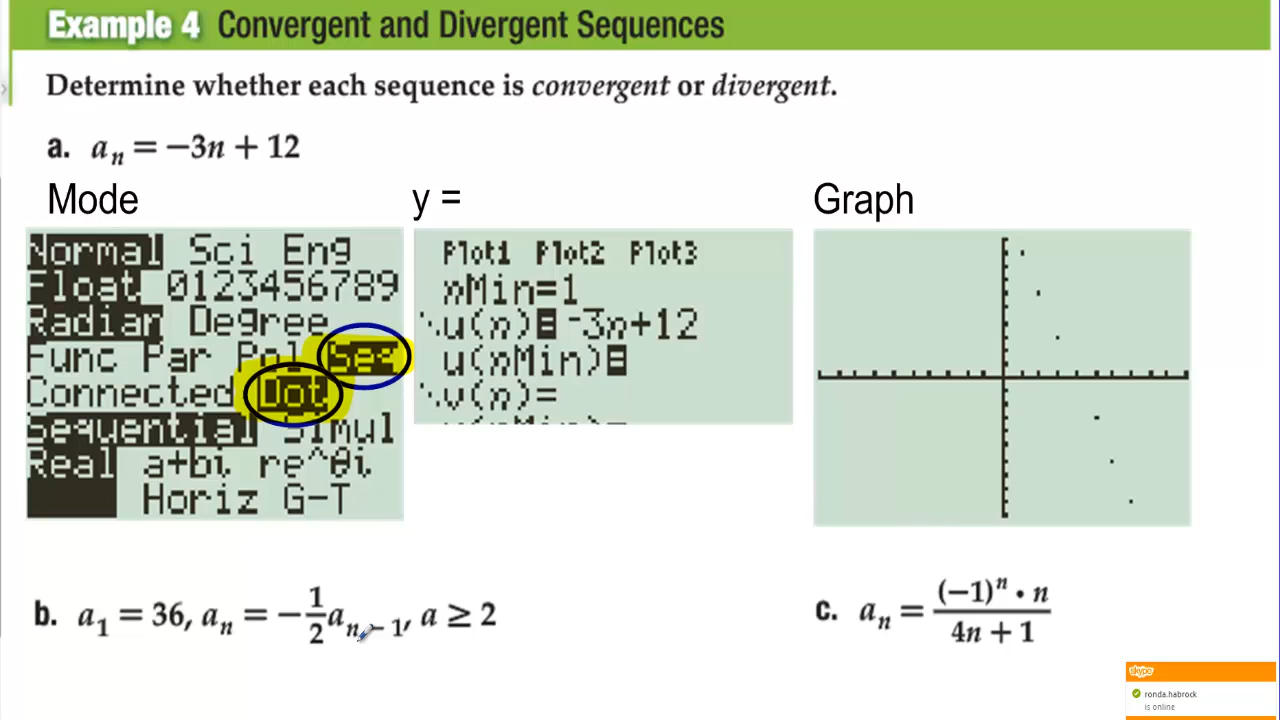 Example 4 Convergent and Divergent Sequences
Determine whether each sequence is convergent or divergent.
a. aₙ = −3n + 12
Mode
y =
Graph
Normal Sci Eng
Float 0123456789
Radian Degree
Func Par Pol Seq
Connected Dot
Sequential Simul
Real a+bi re^θi
Horiz G-T
Plot1 Plot2 Plot3
nMin=1
u(n)=-3n+12
u(nMin)=
v(n)=
b. a₁ = 36, aₙ = −1/2 aₙ₋₁, a ≥ 2
c. aₙ = (−1)ⁿ • n / 4n + 1
skype
ronda.habrock
is online